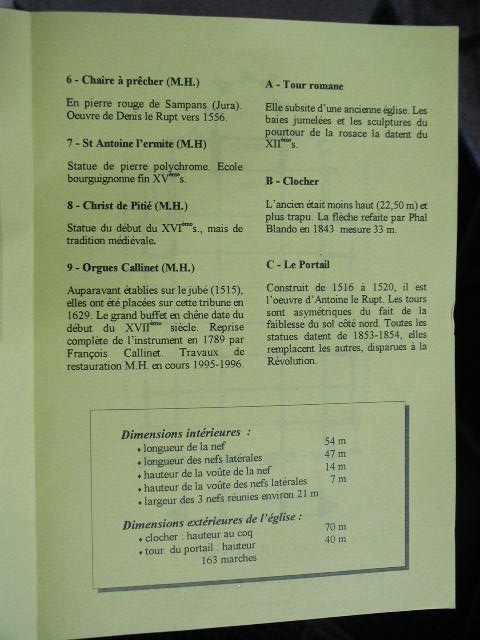 6 - Chaire à prêcher (M.H.)
En pierre rouge de Sampans (Jura).
Oeuvre de Denis le Rupt vers 1556.
7 - St Antoine l'ermite (M.H)
Statue de pierre polychrome. Ecole
bourguignonne fin XVème s.
8 - Christ de Pitié (M.H.)
Statue du début du XVIème s., mais de
tradition médiévale.
9 - Orgues Callinet (M.H.)
Auparavant établies sur le jubé (1515),
elles ont été placées sur cette tribune en
1629. Le grand buffet en chêne date du
début du XVIIème siècle. Reprise
complète de l'instrument en 1789 par
François Callinet. Travaux de
restauration M.H. en cours 1995-1996.
A - Tour romane
Elle subsite d'une ancienne église. Les
baies jumelées et les sculptures du
pourtour de la rosace la datent du
XIIème s.
B - Clocher
L'ancien était moins haut (22,50 m) et
plus trapu. La flèche refaite par Phal
Blando en 1843 mesure 33 m.
C - Le Portail
Construit de 1516 à 1520, il est
l'oeuvre d'Antoine le Rupt. Les tours
sont asymétriques du fait de la
faiblesse du sol côté nord. Toutes les
statues datent de 1853-1854, elles
remplacent les autres, disparues à la
Révolution.
Dimensions intérieures :
♦ longueur de la nef 54 m
♦ longueur des nefs latérales 47 m
♦ hauteur de la voûte de la nef 14 m
♦ hauteur de la voûte des nefs latérales 7 m
♦ largeur des 3 nefs réunies environ 21 m
Dimensions extérieures de l'église :
♦ clocher : hauteur au coq 70 m
♦ tour du portail : hauteur 40 m
163 marches